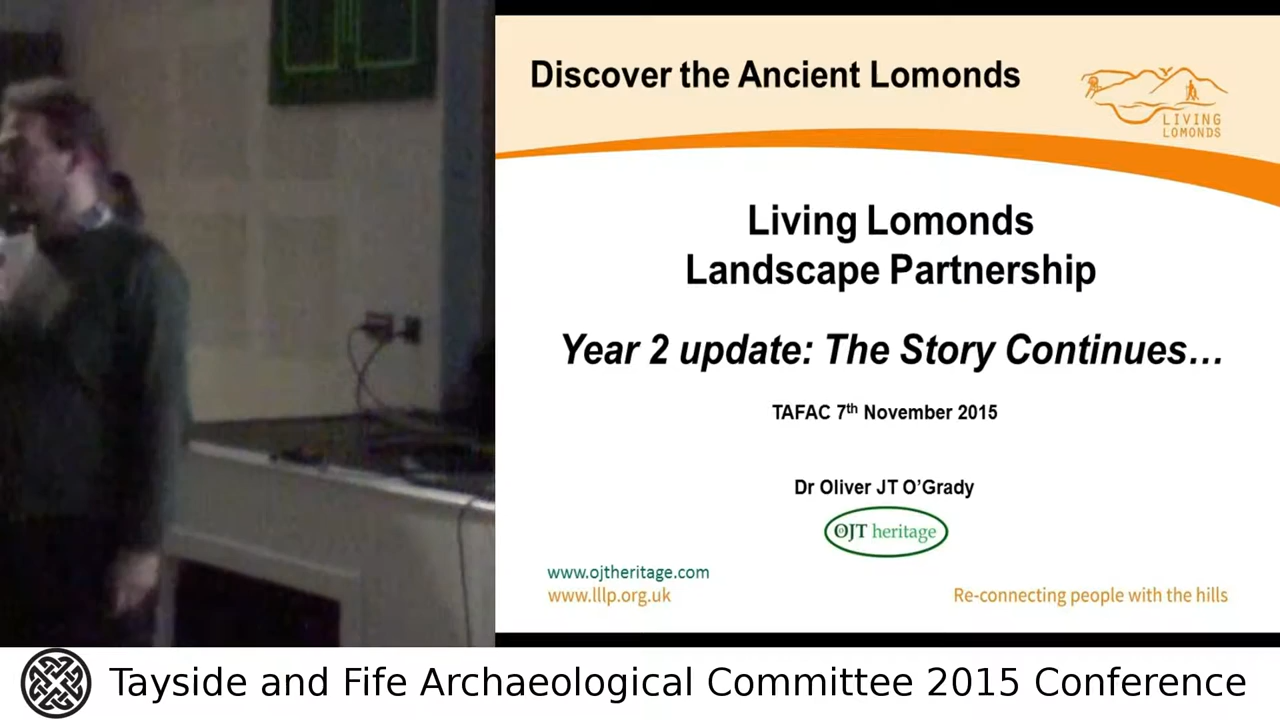 Discover the Ancient Lomonds
LIVING
LOMONDS
Living Lomonds
Landscape Partnership
Year 2 update: The Story Continues…
TAFAC 7th November 2015
Dr Oliver JT O'Grady
OJT heritage
www.ojtheritage.com
www.lllp.org.uk
Re-connecting people with the hills
Tayside and Fife Archaeological Committee 2015 Conference